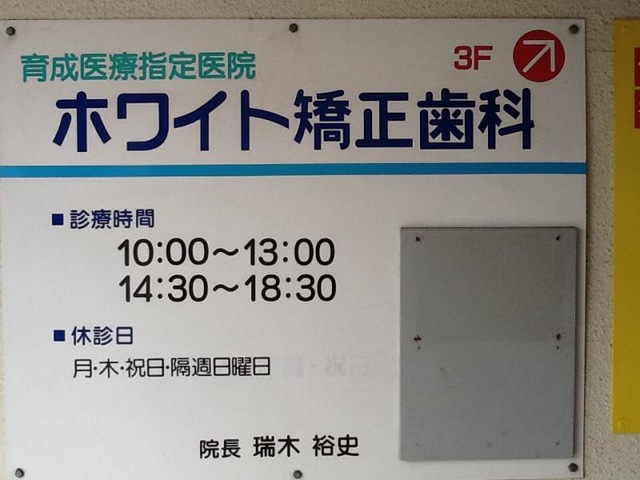 育成医療指定医院
3F
ホワイト矯正歯科
■診療時間
10:00～13:00
14:30～18:30
■休診日
月・木・祝日・隔週日曜日
院長 瑞木 裕史